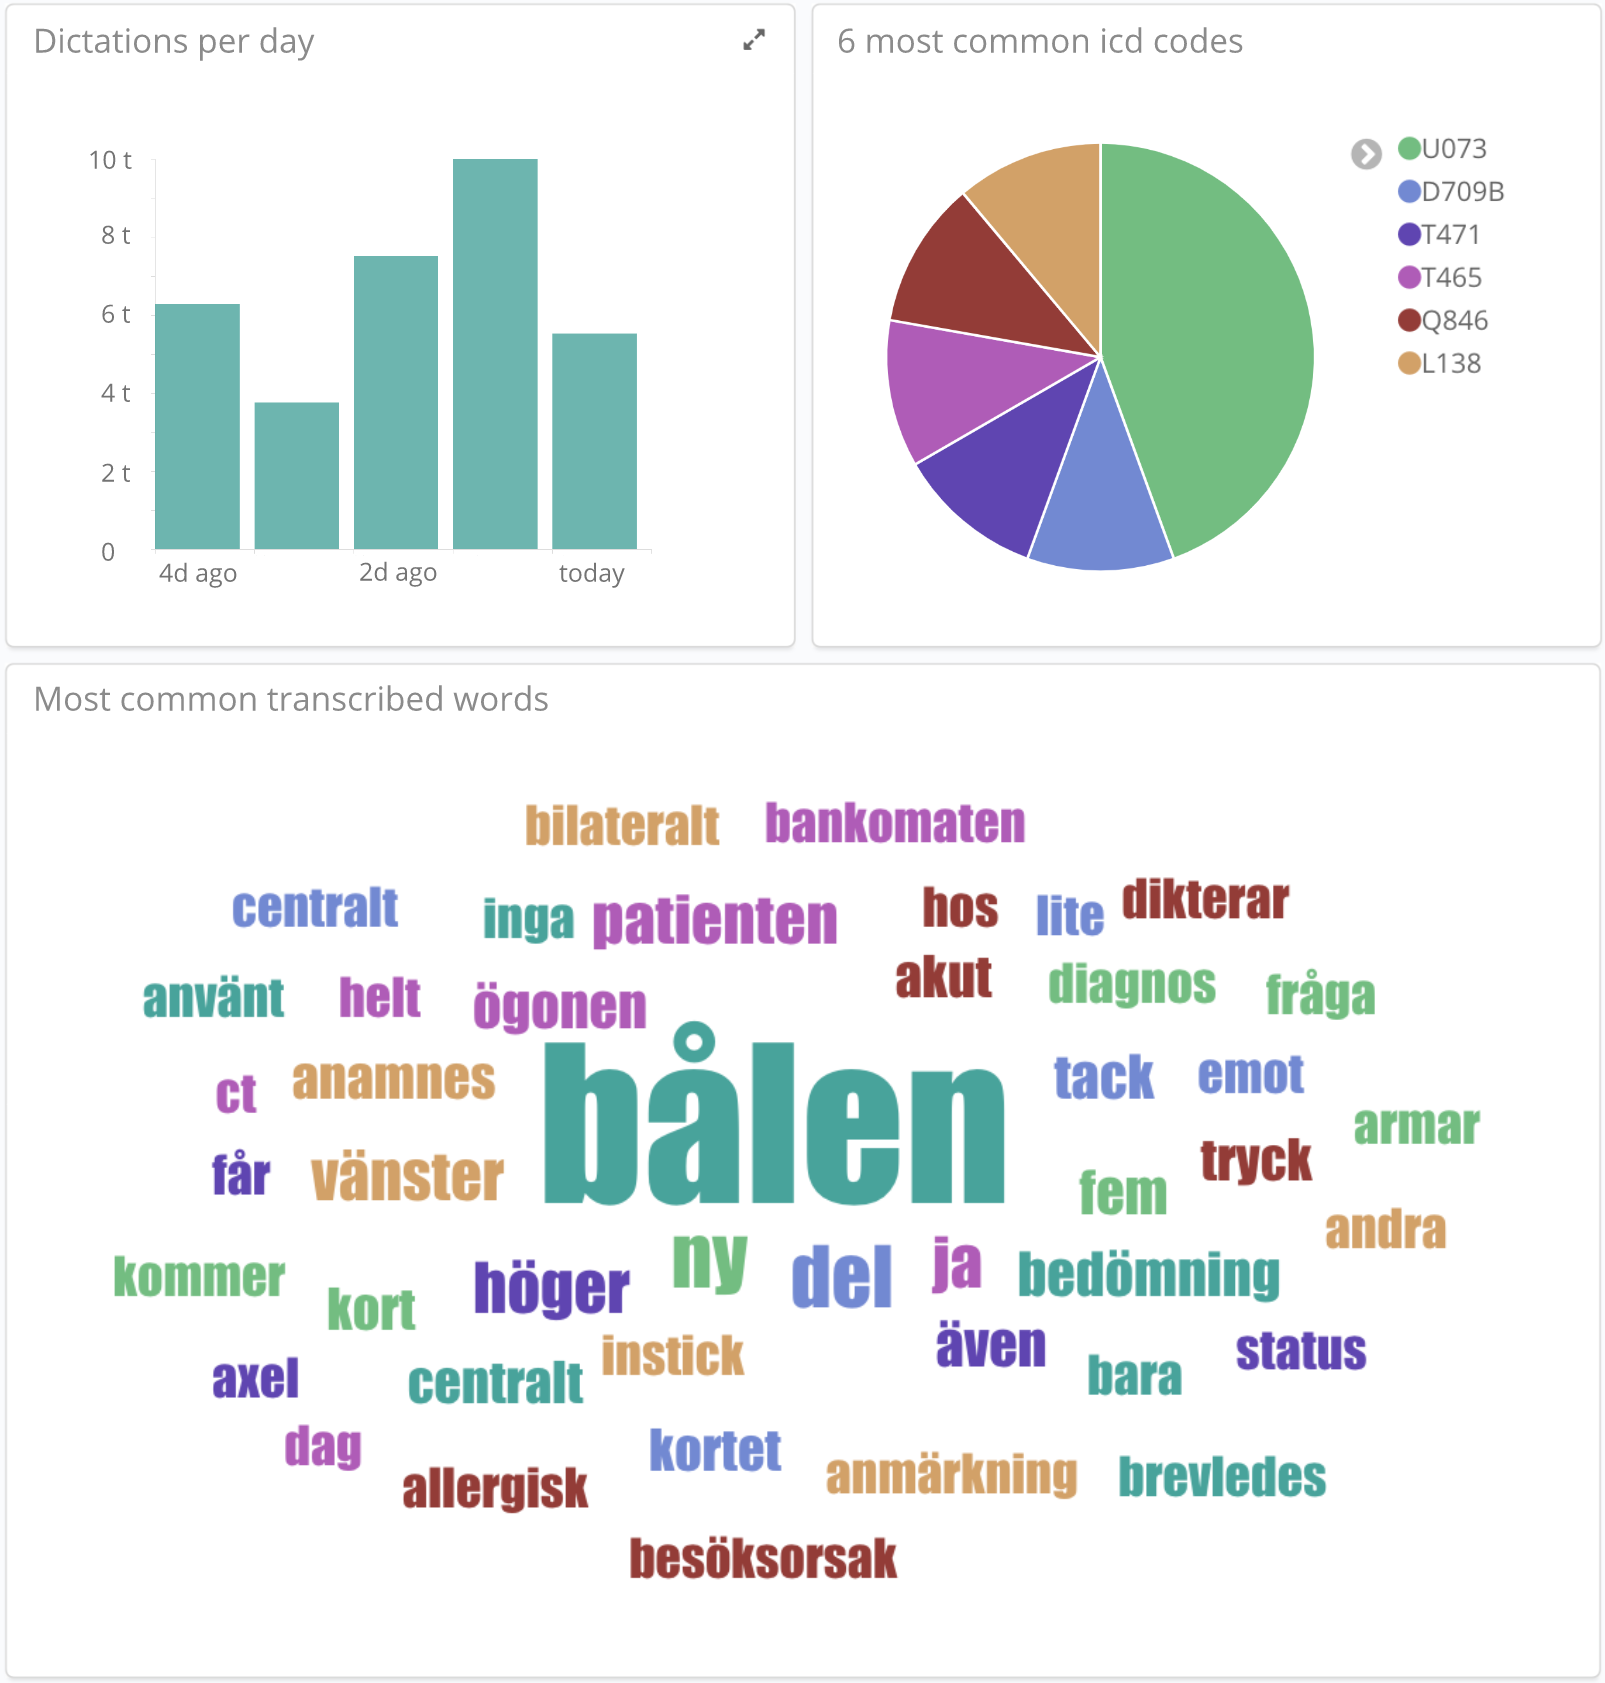 Dictations per day
10 t
8 t
6 t
4 t
2 t
0
4d ago 2d ago today
6 most common icd codes
U073
D709B
T471
T465
Q846
L138
Most common transcribed words
bilateralt bankomaten
centralt inga patienten hos lite dikterar
använt helt ögonen akut diagnos fråga
ct anamnes bålen tack emot
armar
får vänster fem tryck
andra
kommer kort höger ny del ja bedömning
axel centralt instick även bara status
dag allergisk kortet anmärkning brevledes
besöksorsak